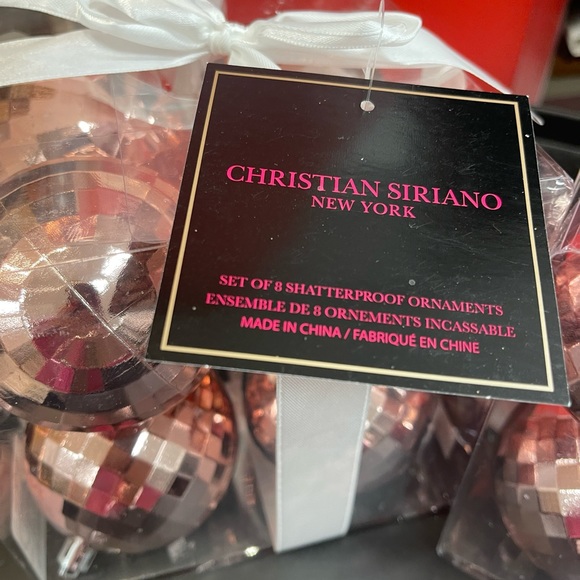 CHRISTIAN SIRIANO
NEW YORK
SET OF 8 SHATTERPROOF ORNAMENTS
ENSEMBLE DE 8 ORNEMENTS INCASSABLE
MADE IN CHINA / FABRIQUÉ EN CHINE